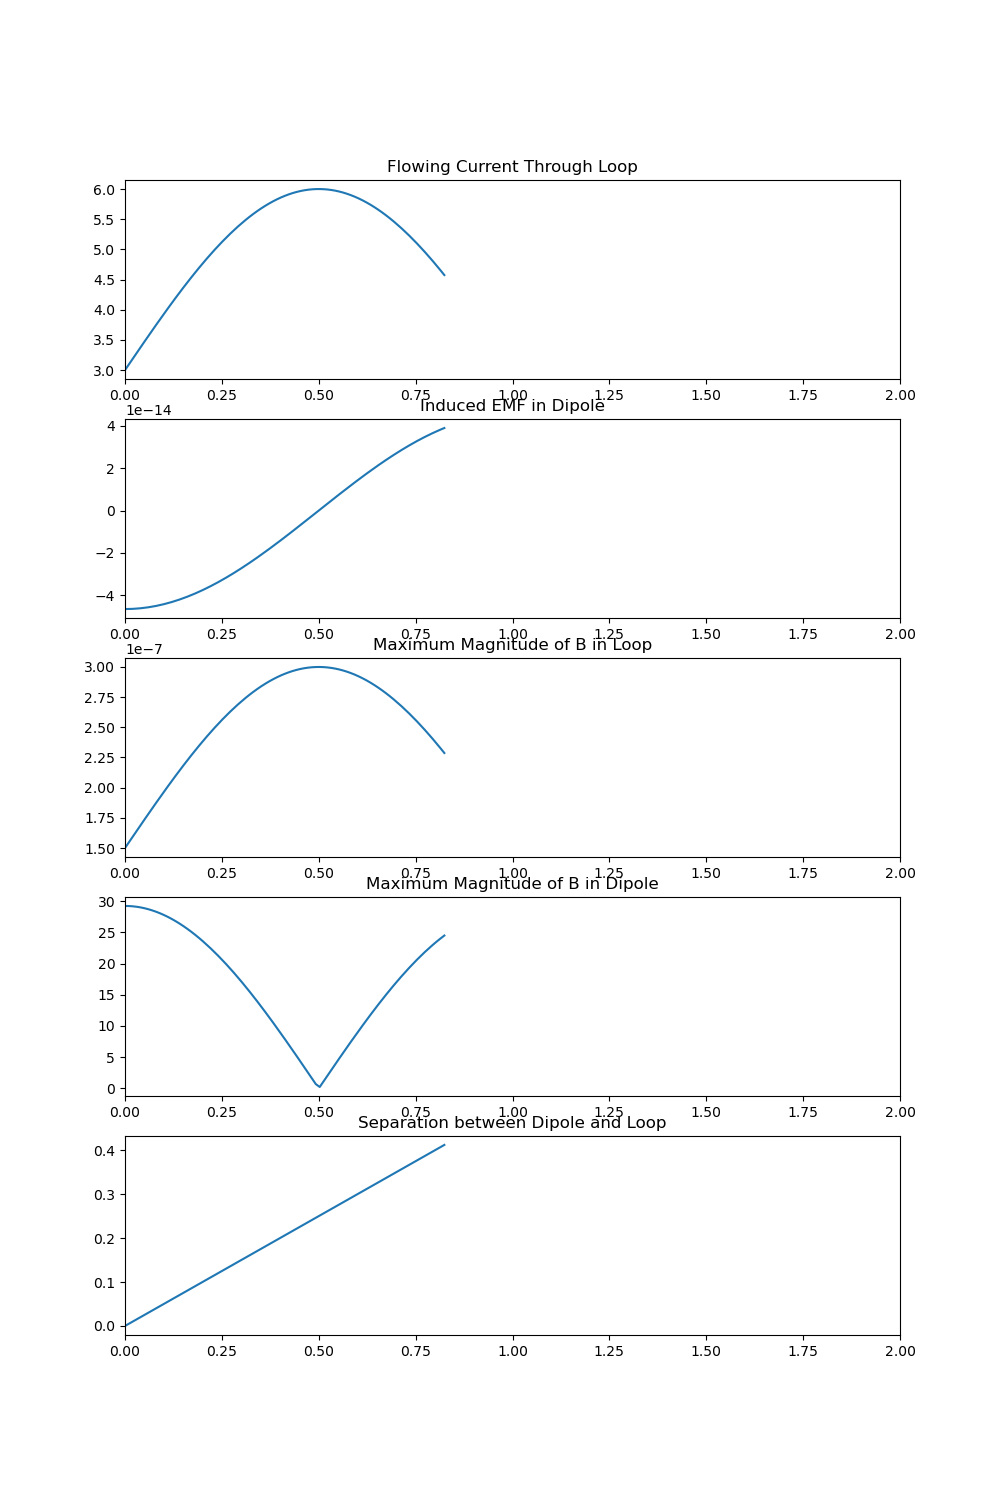 Flowing Current Through Loop
6.0
5.5
5.0
4.5
4.0
3.5
3.0
0.00 0.25 0.50 0.75 1.00 1.25 1.50 1.75 2.00
Induced EMF in Dipole
1e−14
4
2
0
−2
−4
0.00 0.25 0.50 0.75 1.00 1.25 1.50 1.75 2.00
Maximum Magnitude of B in Loop
1e−7
3.00
2.75
2.50
2.25
2.00
1.75
1.50
0.00 0.25 0.50 0.75 1.00 1.25 1.50 1.75 2.00
Maximum Magnitude of B in Dipole
30
25
20
15
10
5
0
0.00 0.25 0.50 0.75 1.00 1.25 1.50 1.75 2.00
Separation between Dipole and Loop
0.4
0.3
0.2
0.1
0.0
0.00 0.25 0.50 0.75 1.00 1.25 1.50 1.75 2.00